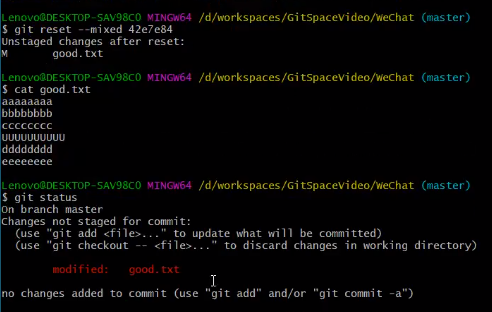 Lenovo@DESKTOP-SAV98CO MINGW64 /d/workspaces/GitSpaceVideo/WeChat (master)
$ git reset --mixed 42e7e84
Unstaged changes after reset:
M       good.txt
Lenovo@DESKTOP-SAV98CO MINGW64 /d/workspaces/GitSpaceVideo/WeChat (master)
$ cat good.txt
aaaaaaaa
bbbbbbbb
cccccccc
UUUUUUUUUU
dddddddd
eeeeeeee
Lenovo@DESKTOP-SAV98CO MINGW64 /d/workspaces/GitSpaceVideo/WeChat (master)
$ git status
On branch master
Changes not staged for commit:
  (use "git add <file>..." to update what will be committed)
  (use "git checkout -- <file>..." to discard changes in working directory)
        modified:   good.txt
no changes added to commit (use "git add" and/or "git commit -a")